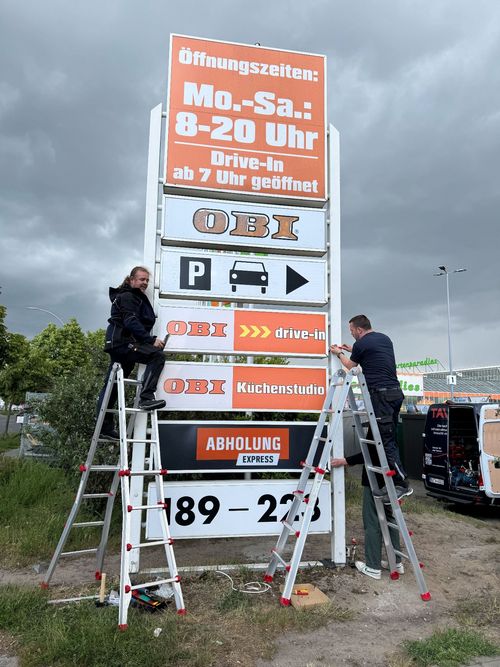 Öffnungszeiten:
Mo.-Sa.:
8-20 Uhr
Drive-In
ab 7 Uhr geöffnet
OBI
P
OBI >>>> drive-in
OBI Küchenstudio
ABHOLUNG
EXPRESS
189 – 223